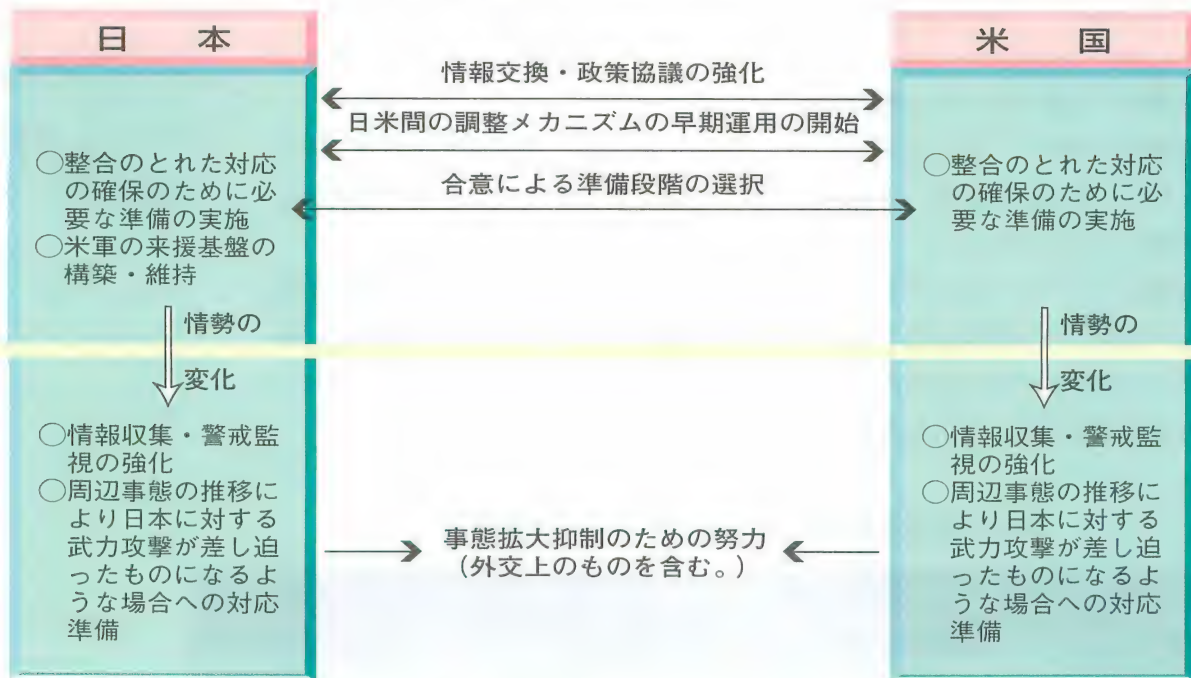 日 本
○整合のとれた対応
の確保のために必
要な準備の実施
○米軍の来援基盤の
構築・維持
情勢の
変化
○情報収集・警戒監
視の強化
○周辺事態の推移に
より日本に対する
武力攻撃が差し迫
ったものになるよ
うな場合への対応
準備
情報交換・政策協議の強化
日米間の調整メカニズムの早期運用の開始
合意による準備段階の選択
事態拡大抑制のための努力
(外交上のものを含む。)
米 国
○整合のとれた対応
の確保のために必
要な準備の実施
情勢の
変化
○情報収集・警戒監
視の強化
○周辺事態の推移に
より日本に対する
武力攻撃が差し迫
ったものになるよ
うな場合への対応
準備